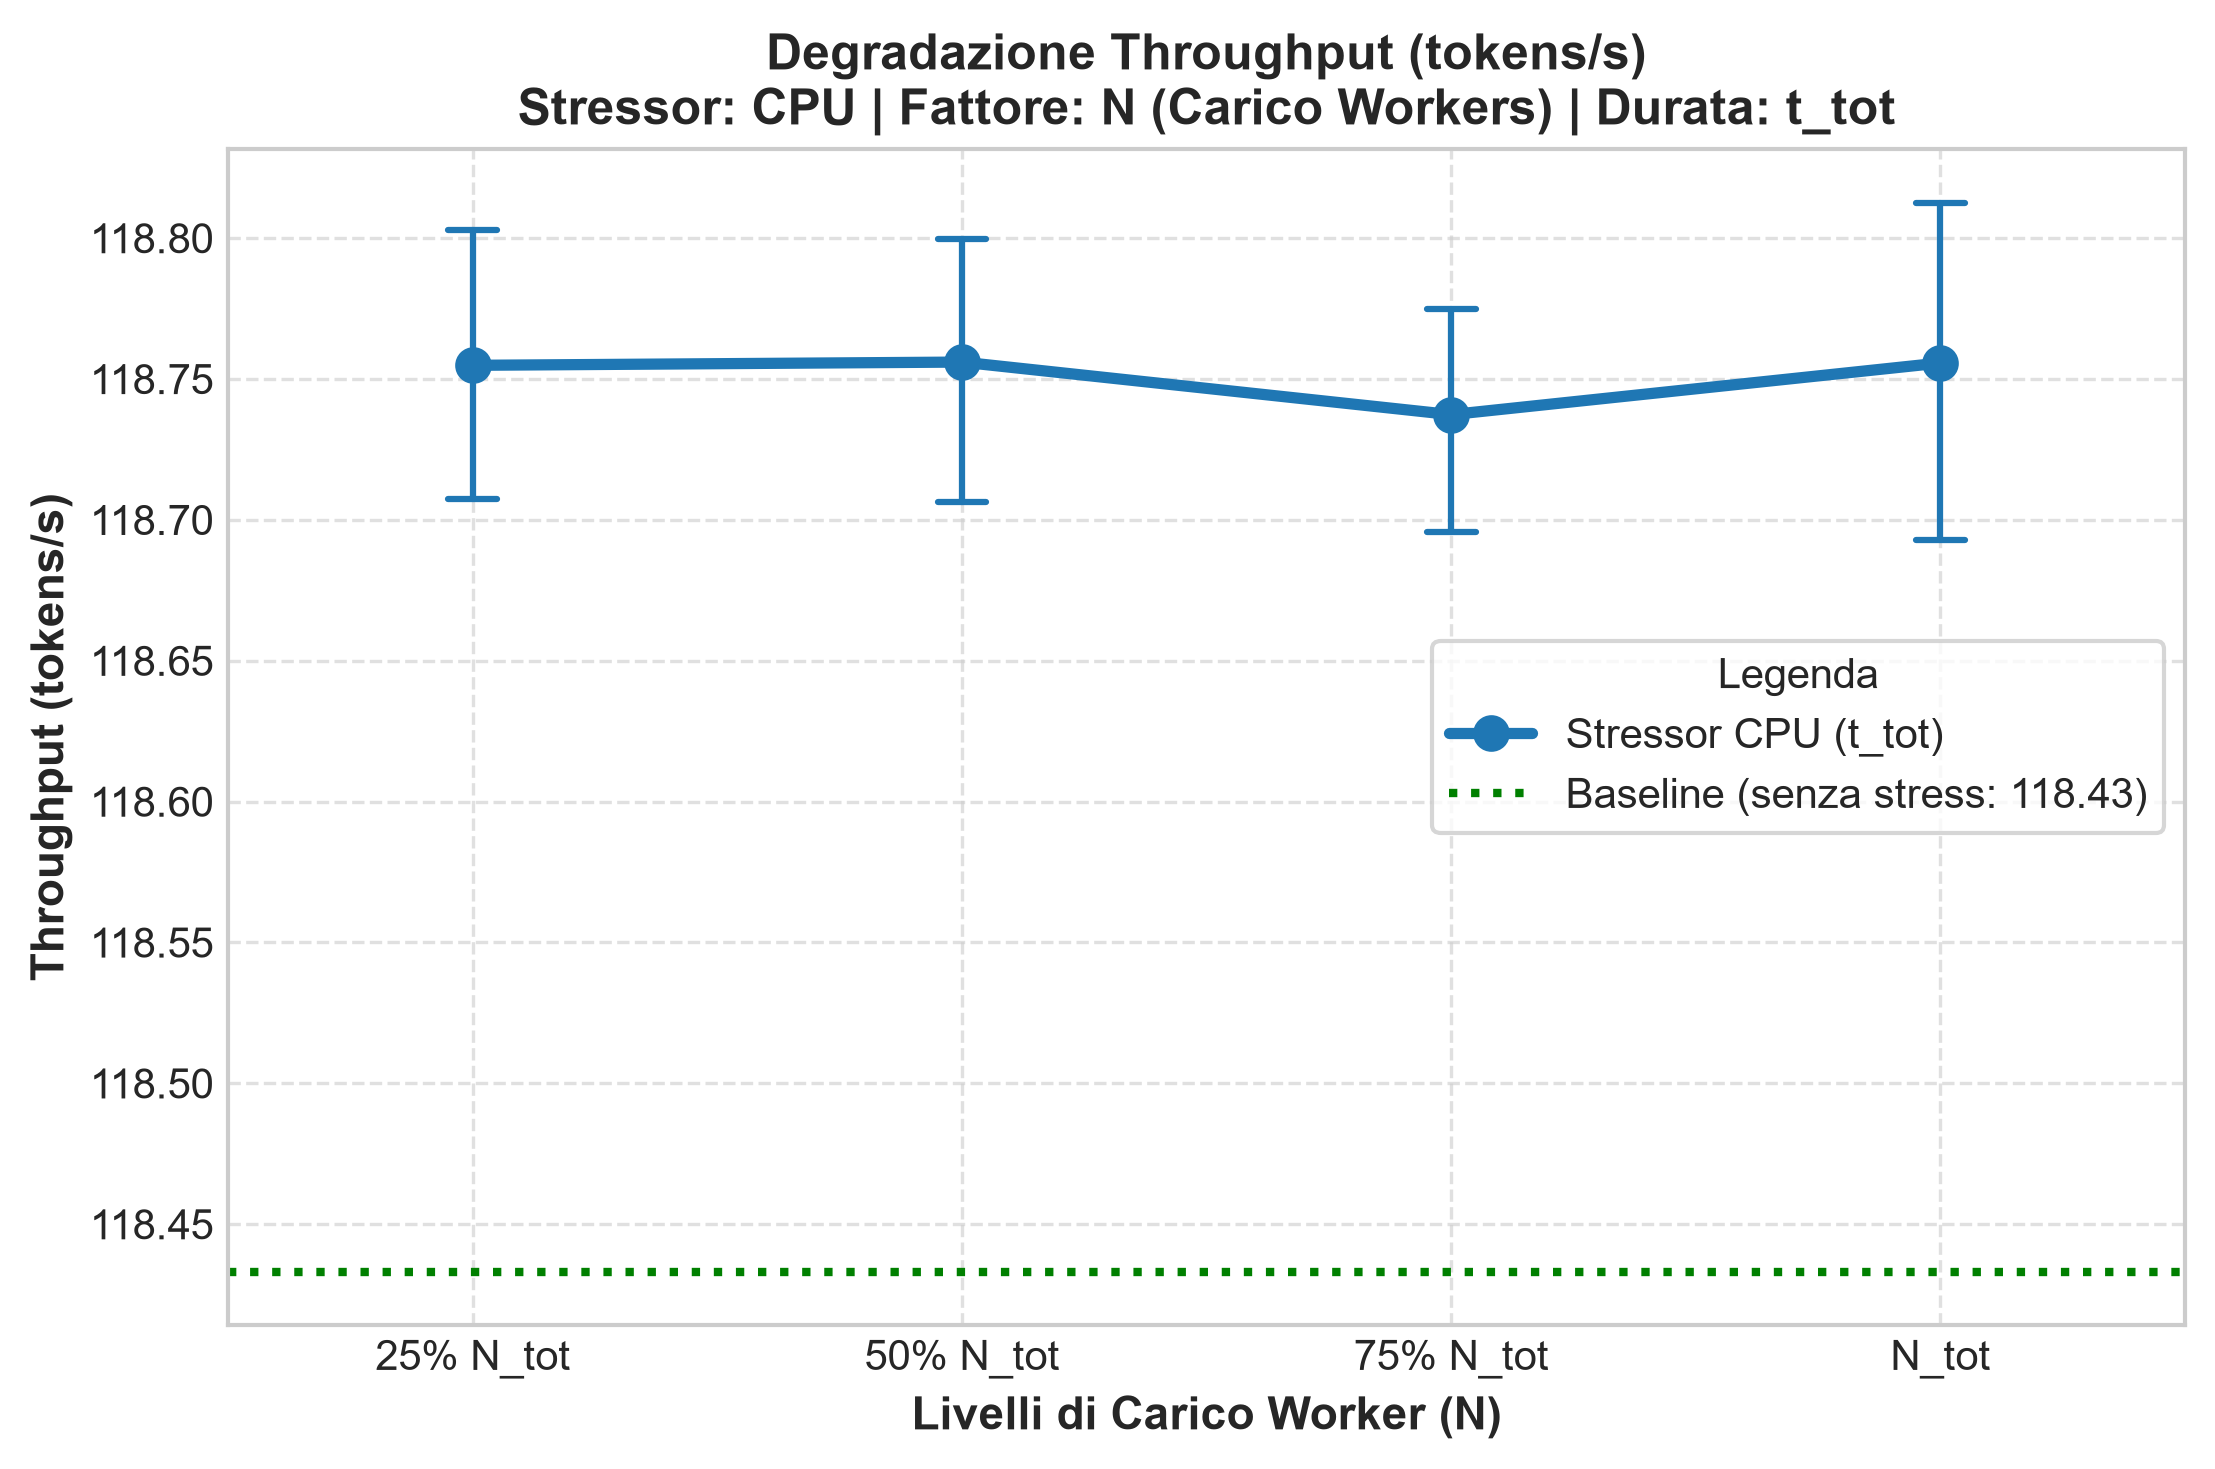 Degradazione Throughput (tokens/s)
Stressor: CPU | Fattore: N (Carico Workers) | Durata: t_tot
Throughput (tokens/s)
118.80
118.75
118.70
118.65
118.60
118.55
118.50
118.45
Legenda
Stressor CPU (t_tot)
Baseline (senza stress: 118.43)
25% N_tot
50% N_tot
75% N_tot
N_tot
Livelli di Carico Worker (N)